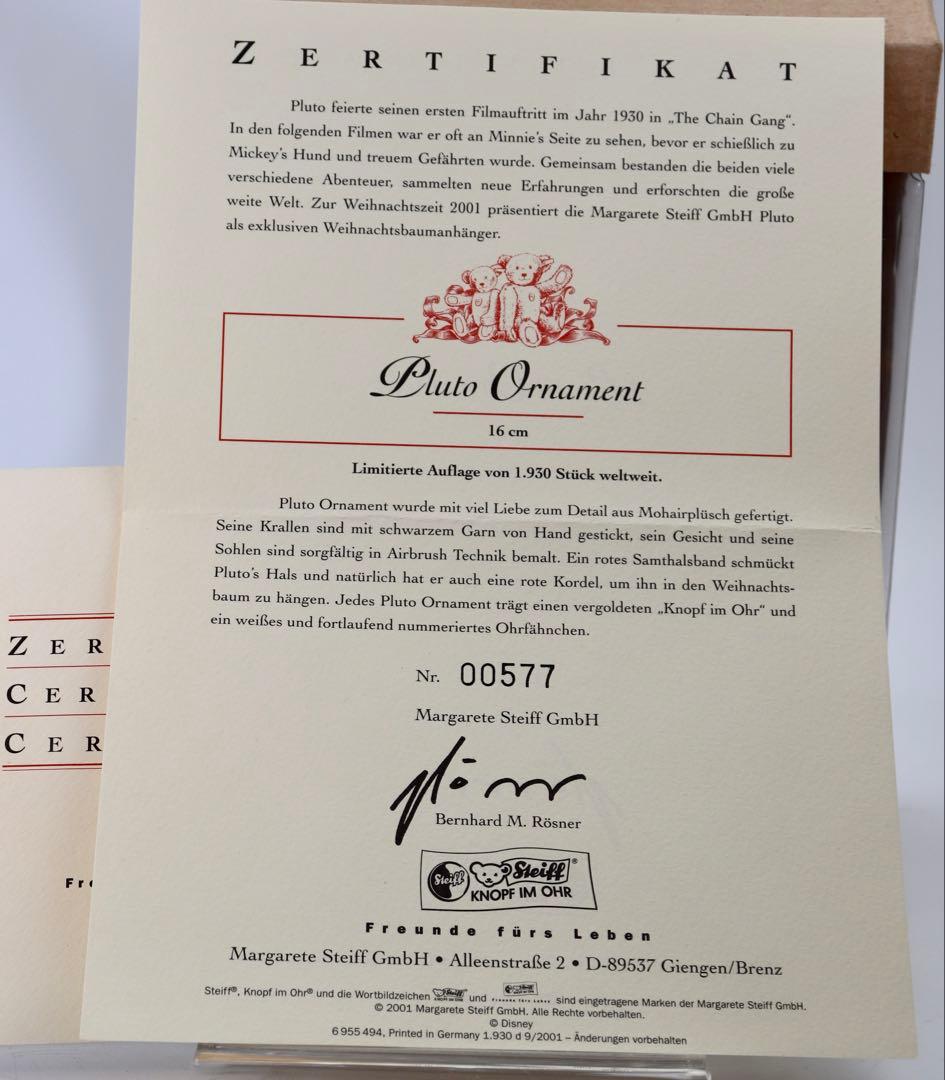 ZERTIFIKAT
Pluto feierte seinen ersten Filmauftritt im Jahr 1930 in „The Chain Gang“.
In den folgenden Filmen war er oft an Minnie's Seite zu sehen, bevor er schießlich zu
Mickey's Hund und treuem Gefährten wurde. Gemeinsam bestanden die beiden viele
verschiedene Abenteuer, sammelten neue Erfahrungen und erforschten die große
weite Welt. Zur Weihnachtszeit 2001 präsentiert die Margarete Steiff GmbH Pluto
als exklusiven Weihnachtsbaumanhänger.
Pluto Ornament
16 cm
Limitierte Auflage von 1.930 Stück weltweit.
Pluto Ornament wurde mit viel Liebe zum Detail aus Mohairplüsch gefertigt.
Seine Krallen sind mit schwarzem Garn von Hand gestickt, sein Gesicht und seine
Sohlen sind sorgfältig in Airbrush Technik bemalt. Ein rotes Samthalsband schmückt
Pluto's Hals und natürlich hat er auch eine rote Kordel, um ihn in den Weihnachts-
baum zu hängen. Jedes Pluto Ornament trägt einen vergoldeten „Knopf im Ohr“ und
ein weißes und fortlaufend nummeriertes Ohrfähnchen.
Nr. 00577
Margarete Steiff GmbH
Bernhard M. Rösner
Steiff Steiff®
KNOPF IM OHR
Freunde fürs Leben
Margarete Steiff GmbH • Alleenstraße 2 • D-89537 Giengen/Brenz
Steiff®, Knopf im Ohr® und die Wortbildzeichen und sind eingetragene Marken der Margarete Steiff GmbH.
© 2001 Margarete Steiff GmbH. Alle Rechte vorbehalten.
© Disney
6 955 494, Printed in Germany 1.930 d 9/2001 – Änderungen vorbehalten
ZER
CER
CER
Fre